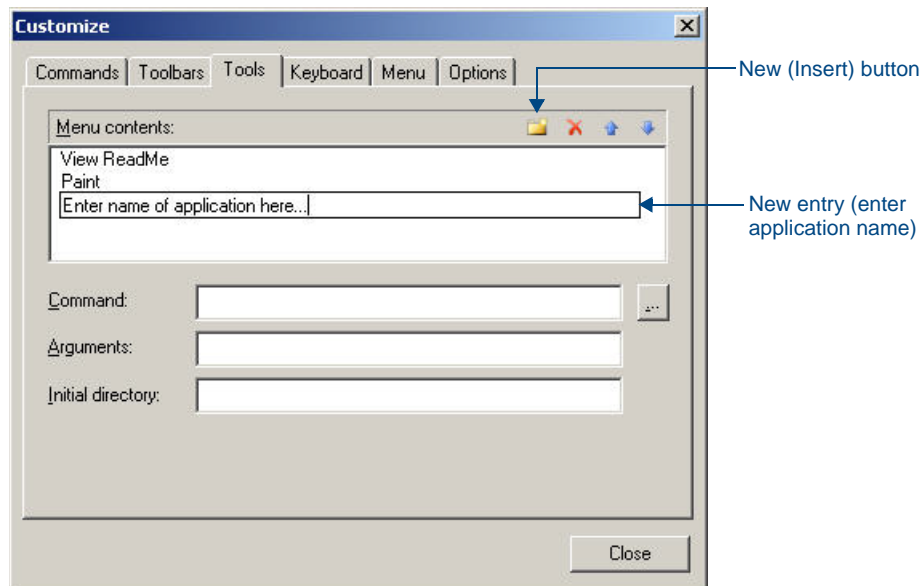 Customize
Commands Toolbars Tools Keyboard Menu Options
New (Insert) button
Menu contents:
View ReadMe
Paint
Enter name of application here...
New entry (enter
application name)
Command:
...
Arguments:
Initial directory:
Close